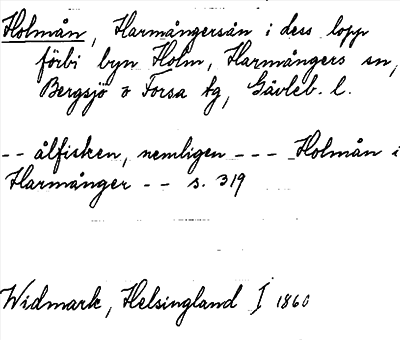 Holmån, Harmångersån i dess lopp
förbi byn Holm, Harmångers sn,
Bergsjö o Forsa tg, Gävleb. l.
-- ålfisken, nemligen --- Holmån i
Harmånger -- s. 319
Widmark, Helsingland I 1860